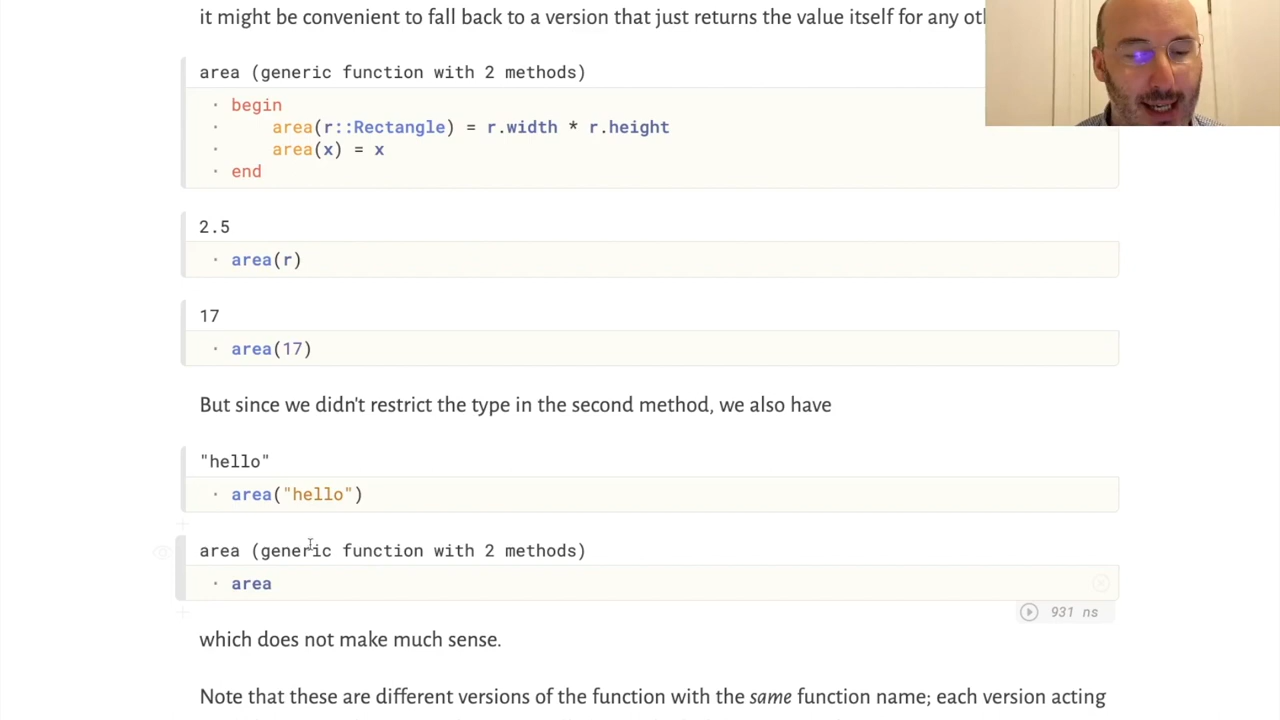 it might be convenient to fall back to a version that just returns the value itself for any
area (generic function with 2 methods)
begin
area(r::Rectangle) = r.width * r.height
area(x) = x
end
2.5
area(r)
17
area(17)
But since we didn't restrict the type in the second method, we also have
"hello"
area("hello")
area (generic function with 2 methods)
area
931 ns
which does not make much sense.
Note that these are different versions of the function with the same function name; each version acting